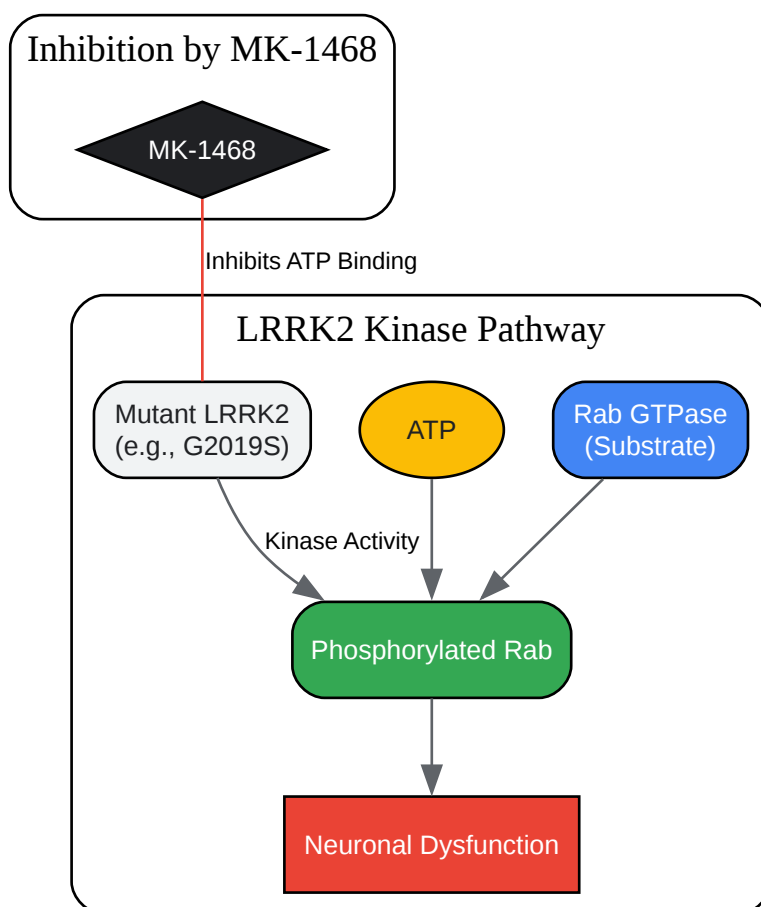 Inhibition by MK-1468
MK-1468
Inhibits ATP Binding
LRRK2 Kinase Pathway
Mutant LRRK2
(e.g., G2019S)
ATP
Rab GTPase
(Substrate)
Kinase Activity
Phosphorylated Rab
Neuronal Dysfunction